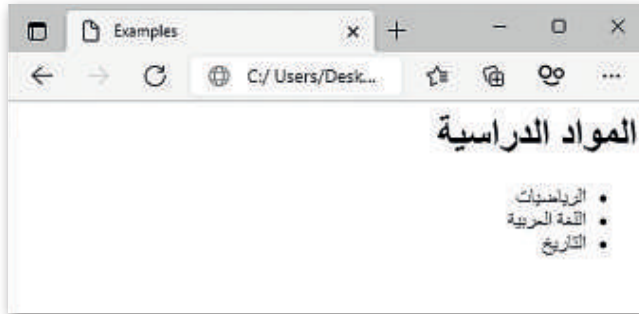 Examples
C:/ Users/Desk...
المواد الدراسية
• الرياضيات
• اللغة العربية
• التاريخ